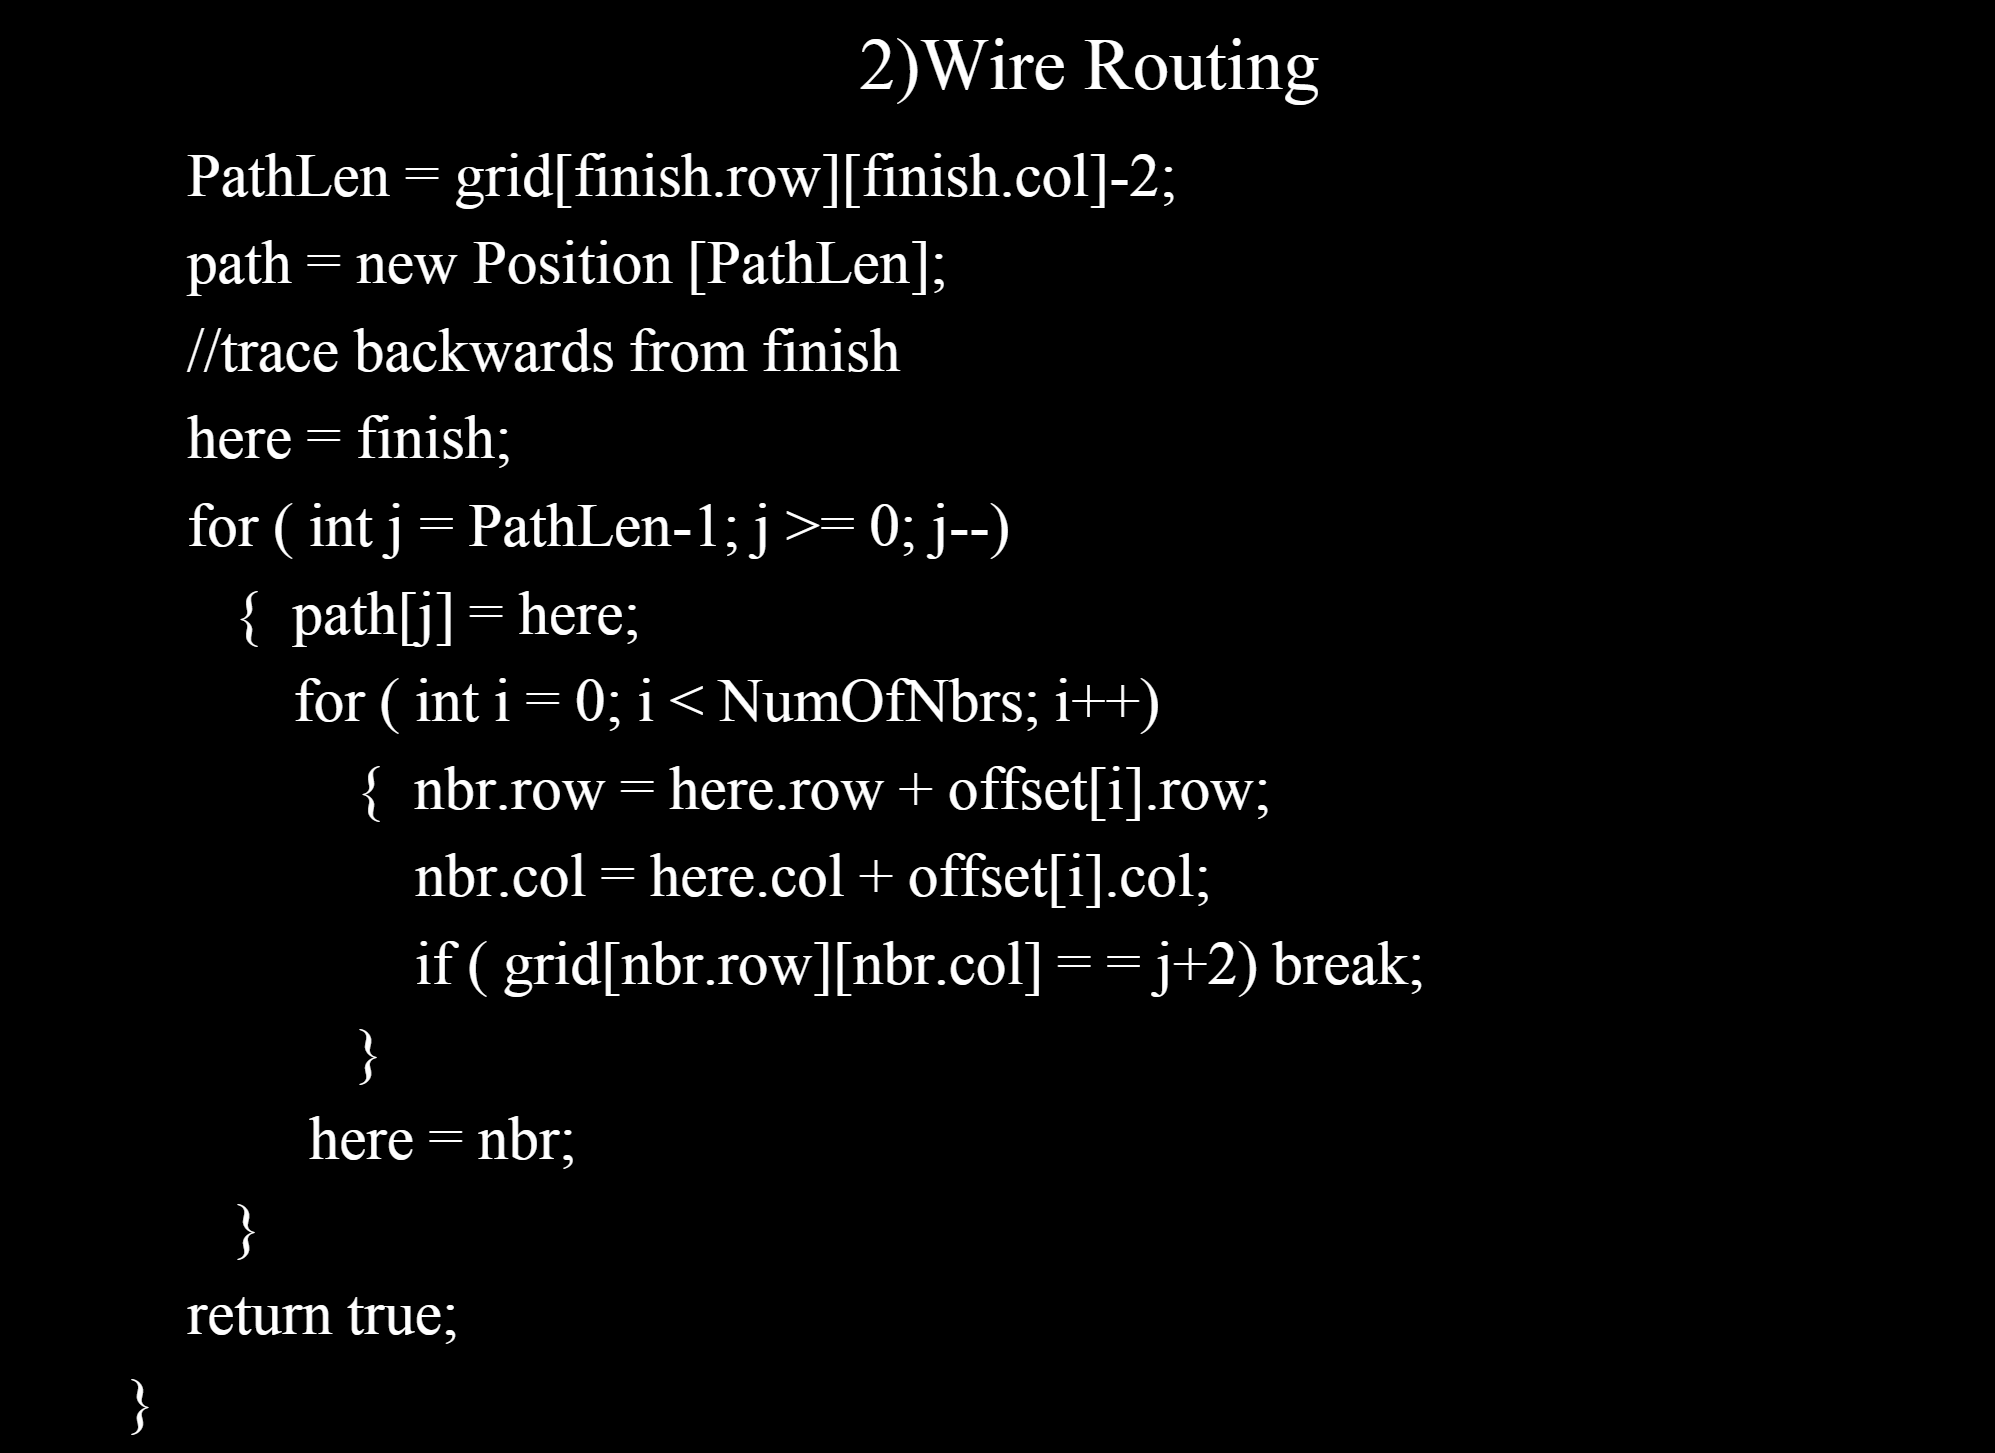 2)Wire Routing
PathLen = grid[finish.row][finish.col]-2;
path = new Position [PathLen];
//trace backwards from finish
here = finish;
for ( int j = PathLen-1; j >= 0; j--)
{ path[j] = here;
for ( int i = 0; i < NumOfNbrs; i++)
{ nbr.row = here.row + offset[i].row;
nbr.col = here.col + offset[i].col;
if ( grid[nbr.row][nbr.col] = = j+2) break;
}
here = nbr;
}
return true;
}